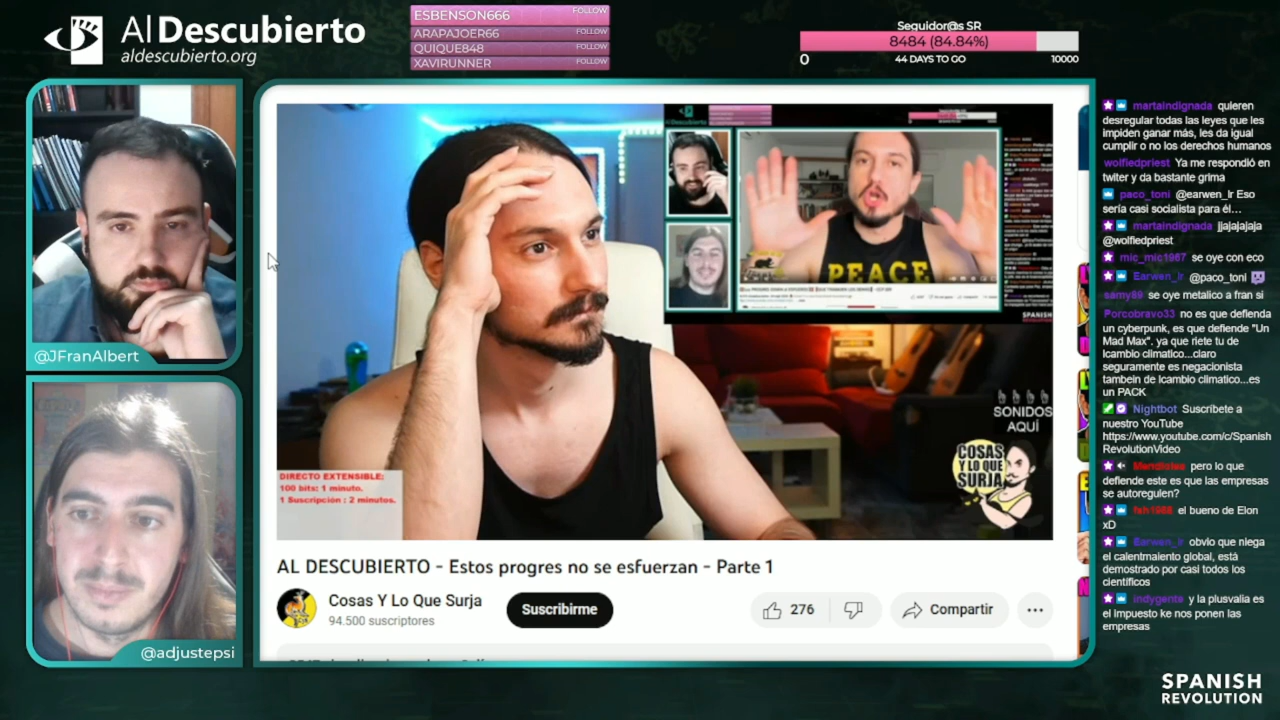 Al Descubierto
aldescubierto.org
ESBENSON666 FOLLOW
ARAPAJOER66 FOLLOW
QUIQUE848 FOLLOW
XAVIRUNNER FOLLOW
Seguidor@s SR
8484 (84.84%)
0 44 DAYS TO GO 10000
@JFranAlbert
@adjustepsi
PEACE
SPANISH
SONIDOS
AQUÍ
COSAS
Y LO QUE
SURJA
DIRECTO EXTENSIBLE:
100 bits: 1 minuto.
1 Suscripción : 2 minutos.
AL DESCUBIERTO - Estos progres no se esfuerzan - Parte 1
Cosas Y Lo Que Surja
94.500 suscriptores
Suscribirme
276
Compartir
martaindignada quieren
desregular todas las leyes que les
impiden ganar más, les da igual
cumplir o no los derechos humanos
wolfiedpriest Ya me respondió en
twiter y da bastante grima
paco_toni @earwen_lr Eso
sería casi socialista para él...
martaindignada jjajajajaja
@wolfiedpriest
mic_mic1967 se oye con eco
Earwen_lr @paco_toni
samy89 se oye metalico a fran si
Porcobravo33 no es que defienda
un cyberpunk, es que defiende "Un
Mad Max", ya que riete tu de
lcambio climatico...claro
seguramente es negacionista
tambein de lcambio climatico...es
un PACK
Nightbot Suscríbete a
nuestro YouTube
https://www.youtube.com/c/Spanish
RevolutionVideo
pero lo que
defiende este es que las empresas
se autoregulen?
el bueno de Elon
xD
Earwen_lr obvio que niega
el calentmaiento global, está
demostrado por casi todos los
científicos
indygente y la plusvalia es
el Impuesto ke nos ponen las
empresas
SPANISH
REVOLUTION